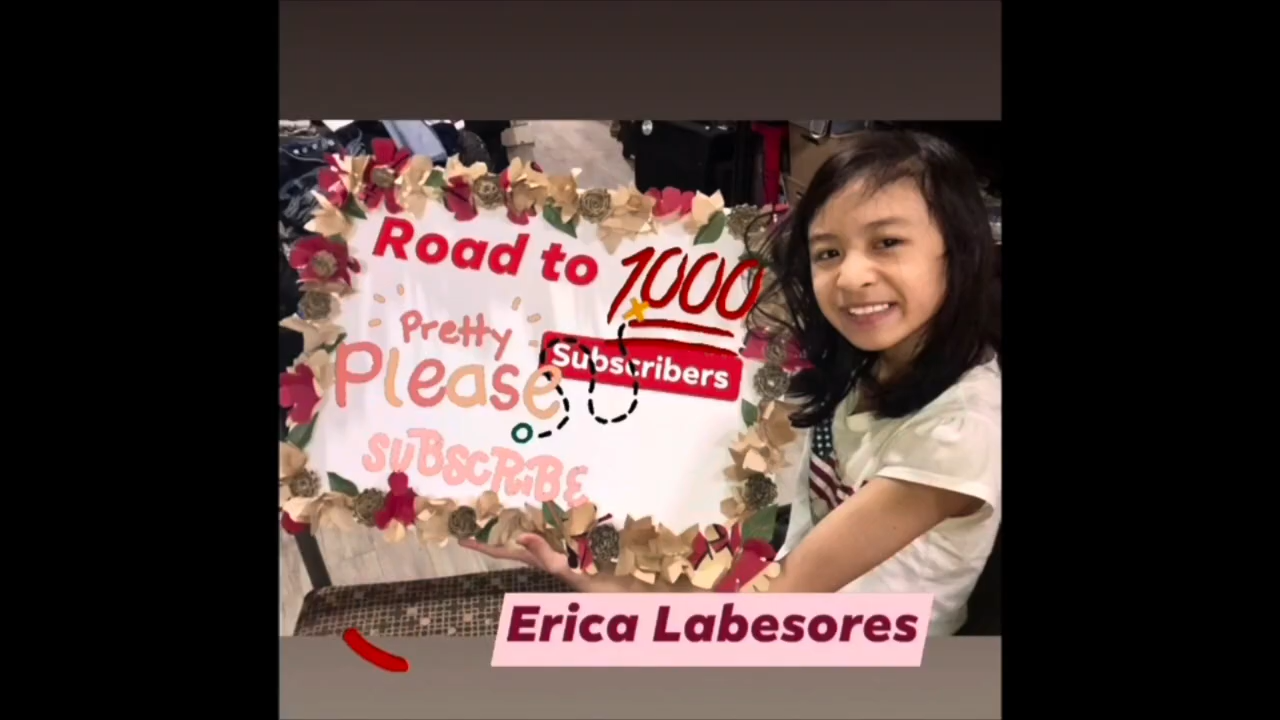 Road to 1000
Pretty
Please
Subscribers
SUBSCRIBE
Erica Labesores